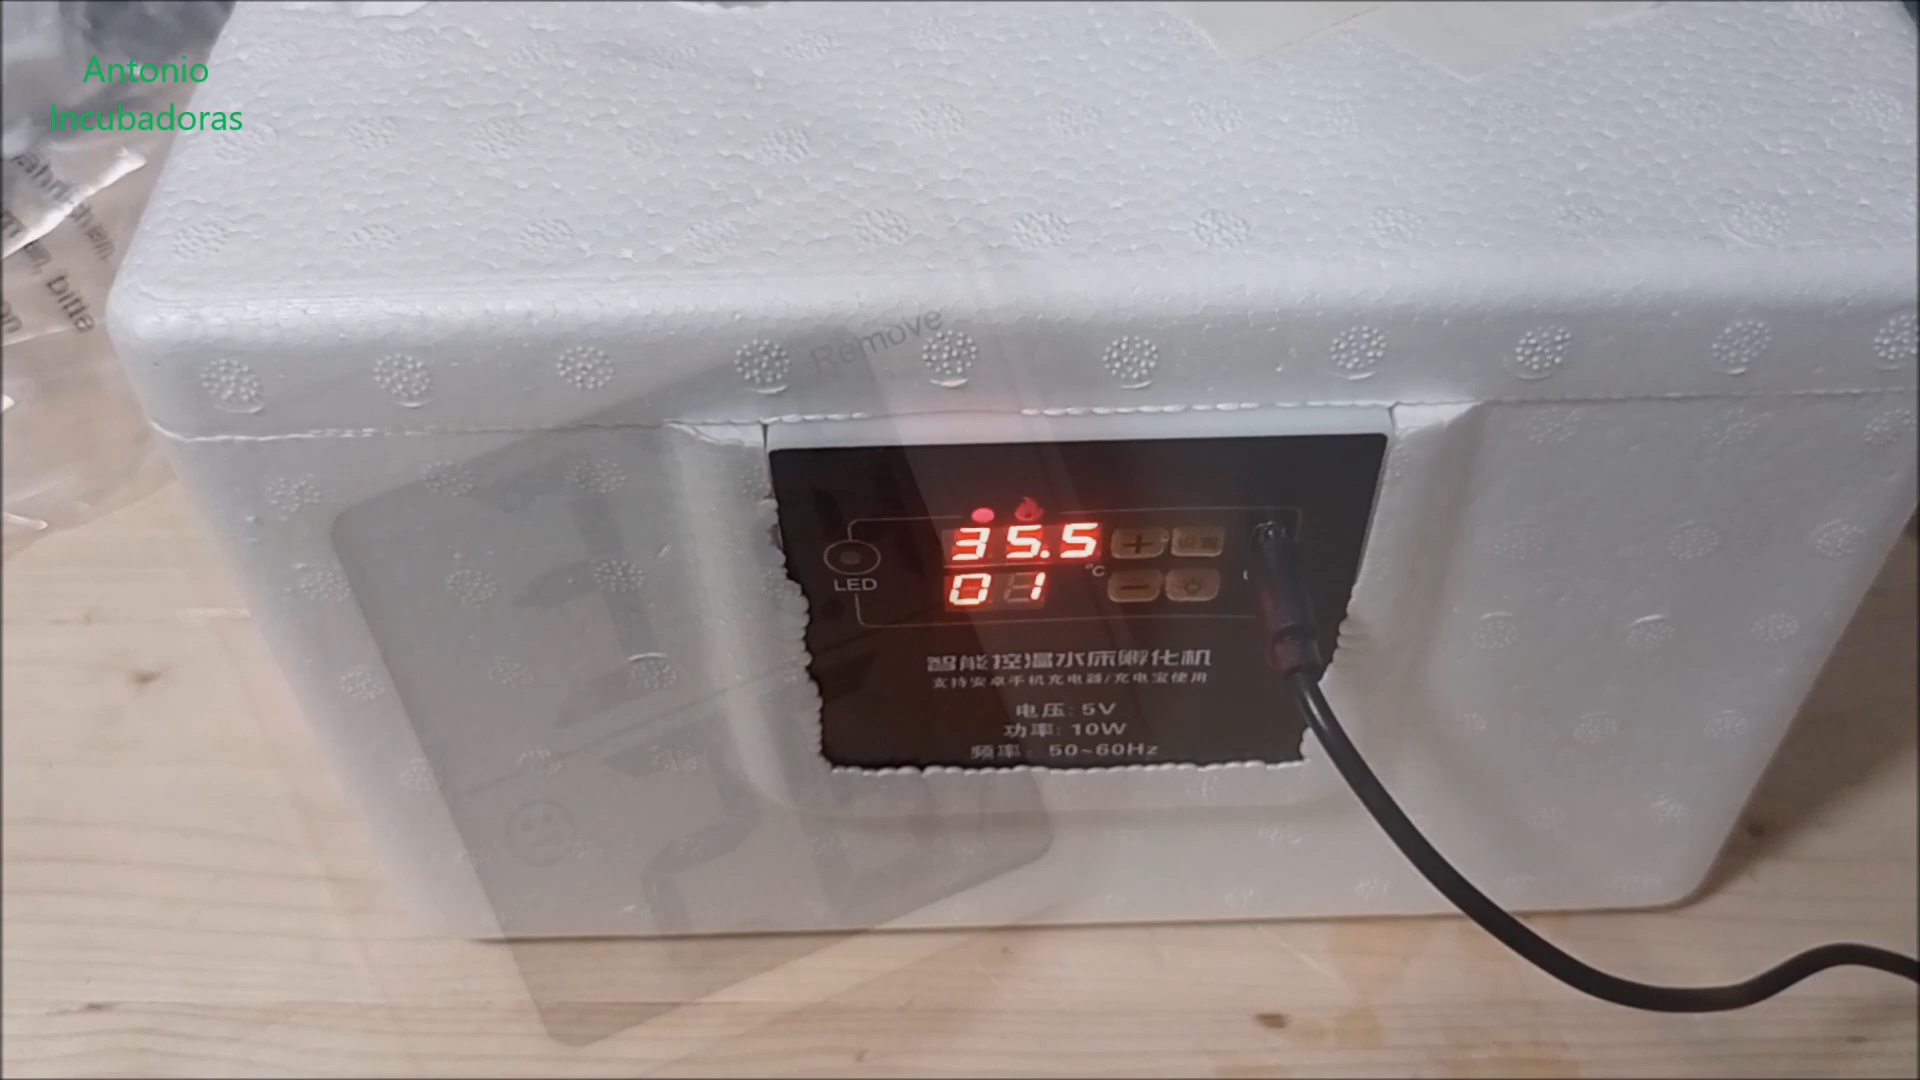 Antonio
Incubadoras
bitte
Remove
35.5
°C
01
LED
智能控温水床孵化机
支持安卓手机充电器/充电宝使用
电压: 5V
功率: 10W
频率: 50~60Hz